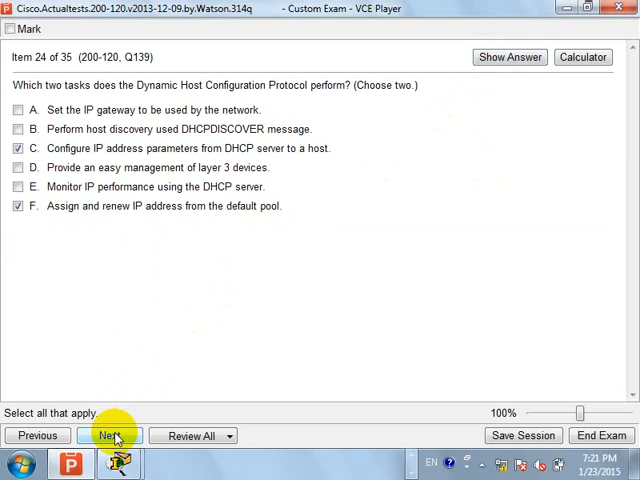 Cisco.Actualtests.200-120.v2013-12-09.by.Watson.314q - Custom Exam - VCE Player
Mark
Item 24 of 35 (200-120, Q139)
Show Answer
Calculator
Which two tasks does the Dynamic Host Configuration Protocol perform? (Choose two.)
A. Set the IP gateway to be used by the network.
B. Perform host discovery used DHCPDISCOVER message.
C. Configure IP address parameters from DHCP server to a host.
D. Provide an easy management of layer 3 devices.
E. Monitor IP performance using the DHCP server.
F. Assign and renew IP address from the default pool.
Select all that apply.
100%
Previous
Next
Review All
Save Session
End Exam
EN
7:21 PM
1/23/2015